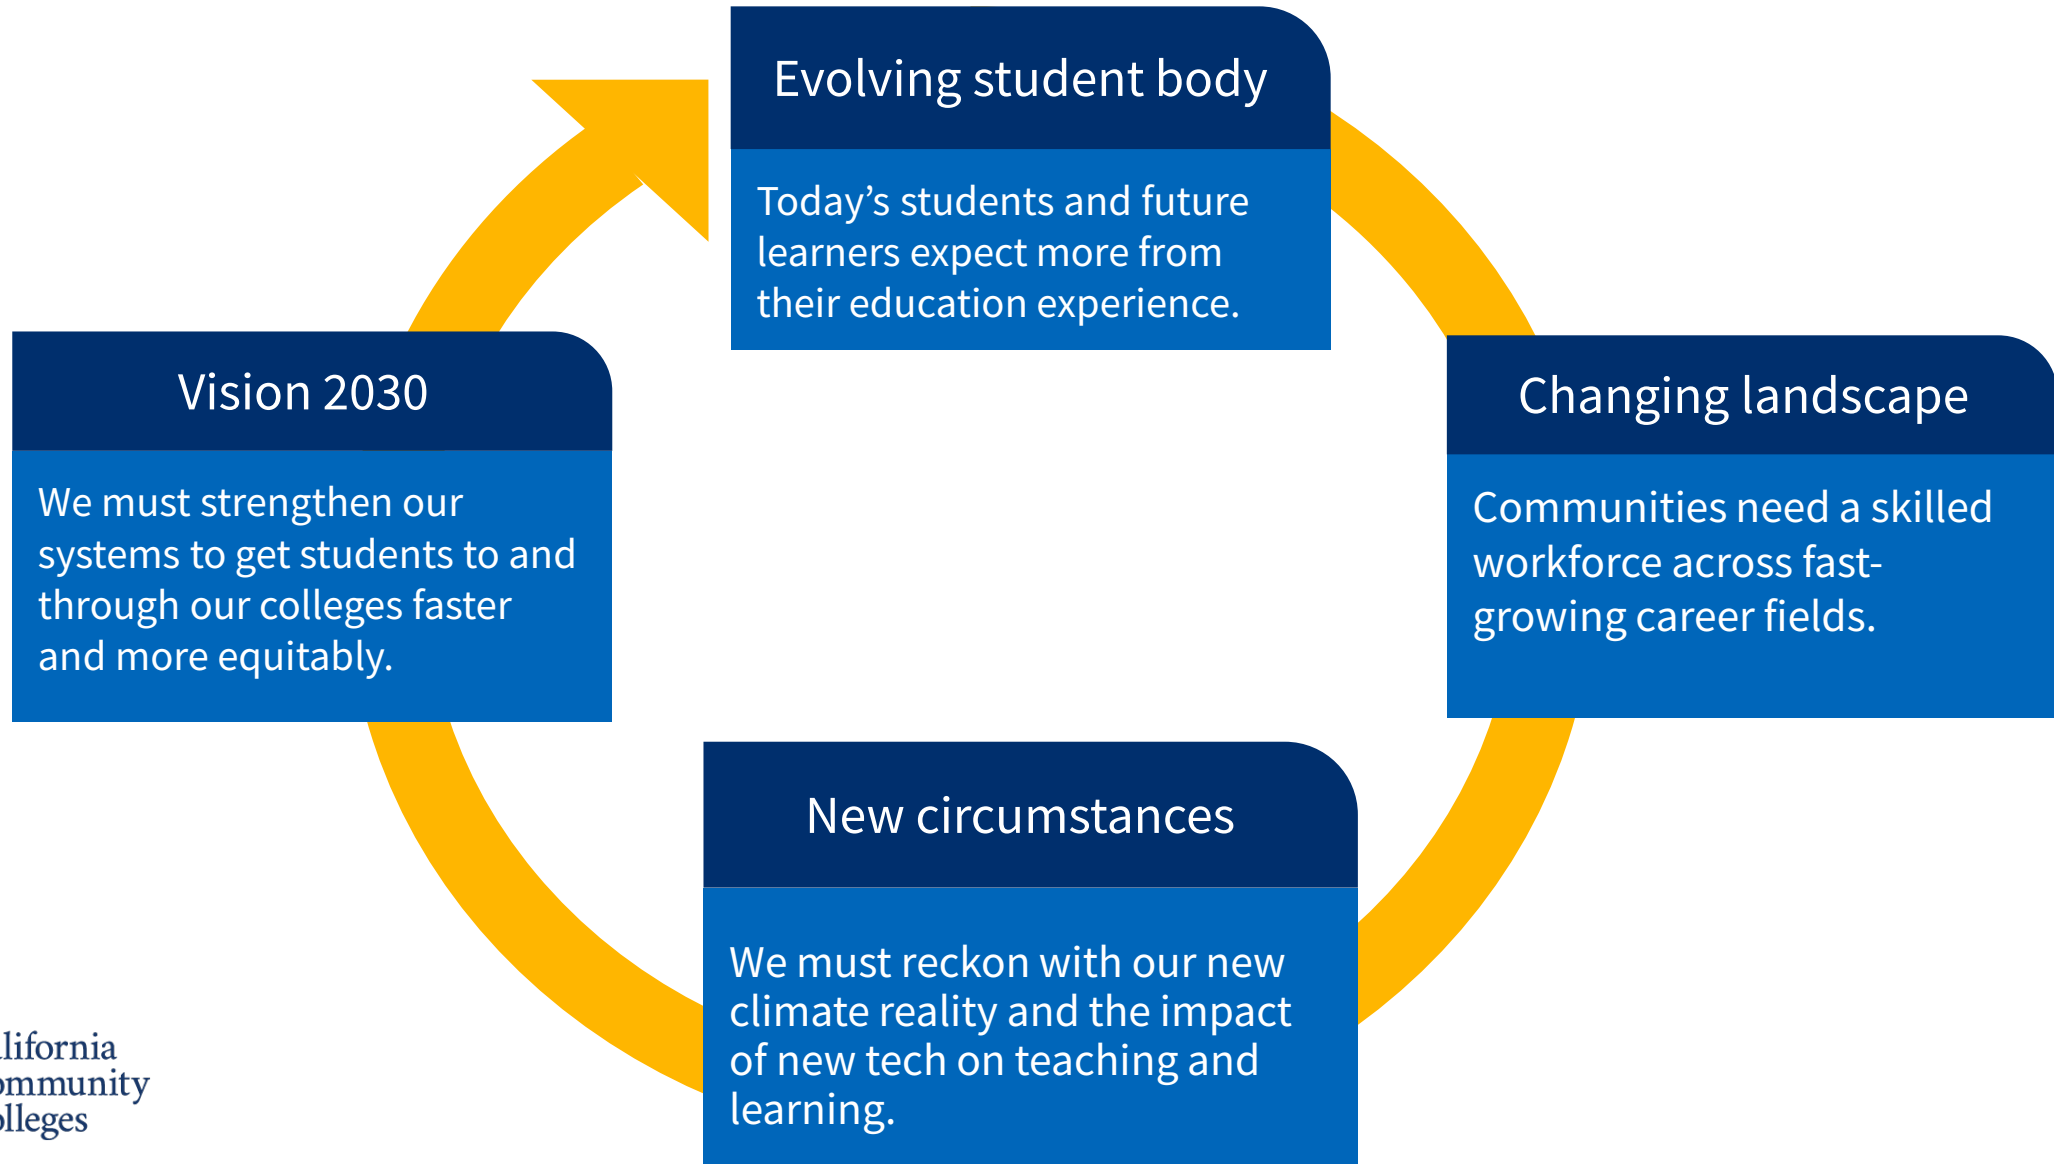 Evolving student body
Today’s students and future
learners expect more from
their education experience.
Vision 2030
We must strengthen our
systems to get students to and
through our colleges faster
and more equitably.
Changing landscape
Communities need a skilled
workforce across fast-
growing career fields.
New circumstances
We must reckon with our new
climate reality and the impact
of new tech on teaching and
learning.
lifornia
ommunity
olleges